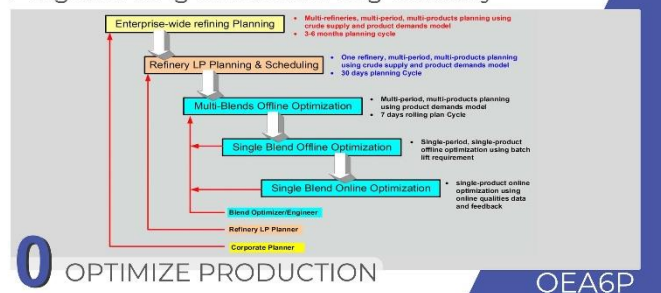 Enterprise-wide refining Planning
• Multi-refineries, multi-period, multi-products planning using
crude supply and product demands model
• 3-6 months planning cycle
Refinery LP Planning & Scheduling
• One refinery, multi-period, multi-products planning
using crude supply and product demands model
• 30 days planning Cycle
Multi-Blends Offline Optimization
• Multi-period, multi-products planning
using product demands model
• 7 days rolling plan Cycle
Single Blend Offline Optimization
• Single-period, single-product
offline optimization using batch
lift requirement
Single Blend Online Optimization
• single-product online
optimization using
online qualities data
and feedback
Blend Optimizer/Engineer
Refinery LP Planner
Corporate Planner
0 OPTIMIZE PRODUCTION
OEA6P